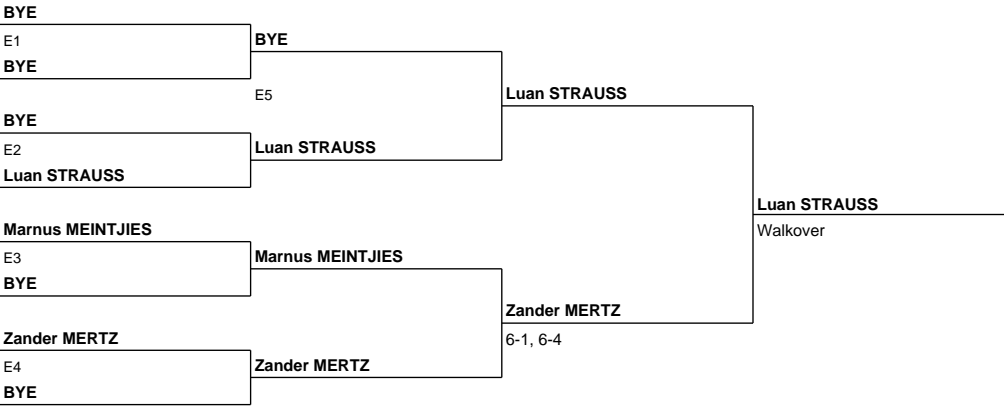 BYE
E1
BYE
BYE
E5
BYE
E2
Luan STRAUSS
Luan STRAUSS
Luan STRAUSS
Marnus MEINTJIES
E3
BYE
Marnus MEINTJIES
Zander MERTZ
E4
BYE
Zander MERTZ
Zander MERTZ
6-1, 6-4
Luan STRAUSS
Walkover